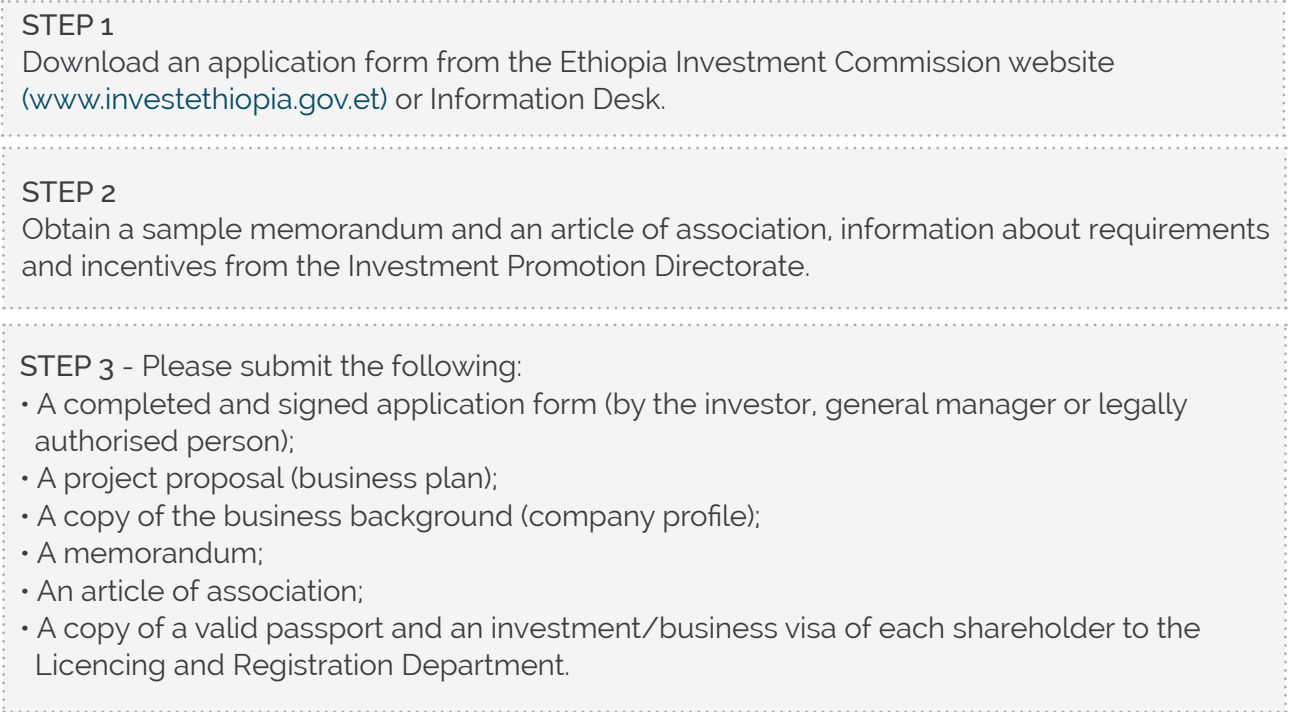 STEP 1
Download an application form from the Ethiopia Investment Commission website
(www.investethiopia.gov.et) or Information Desk.
STEP 2
Obtain a sample memorandum and an article of association, information about requirements
and incentives from the Investment Promotion Directorate.
STEP 3 - Please submit the following:
• A completed and signed application form (by the investor, general manager or legally
authorised person);
• A project proposal (business plan);
• A copy of the business background (company profile);
• A memorandum;
• An article of association;
• A copy of a valid passport and an investment/business visa of each shareholder to the
Licencing and Registration Department.